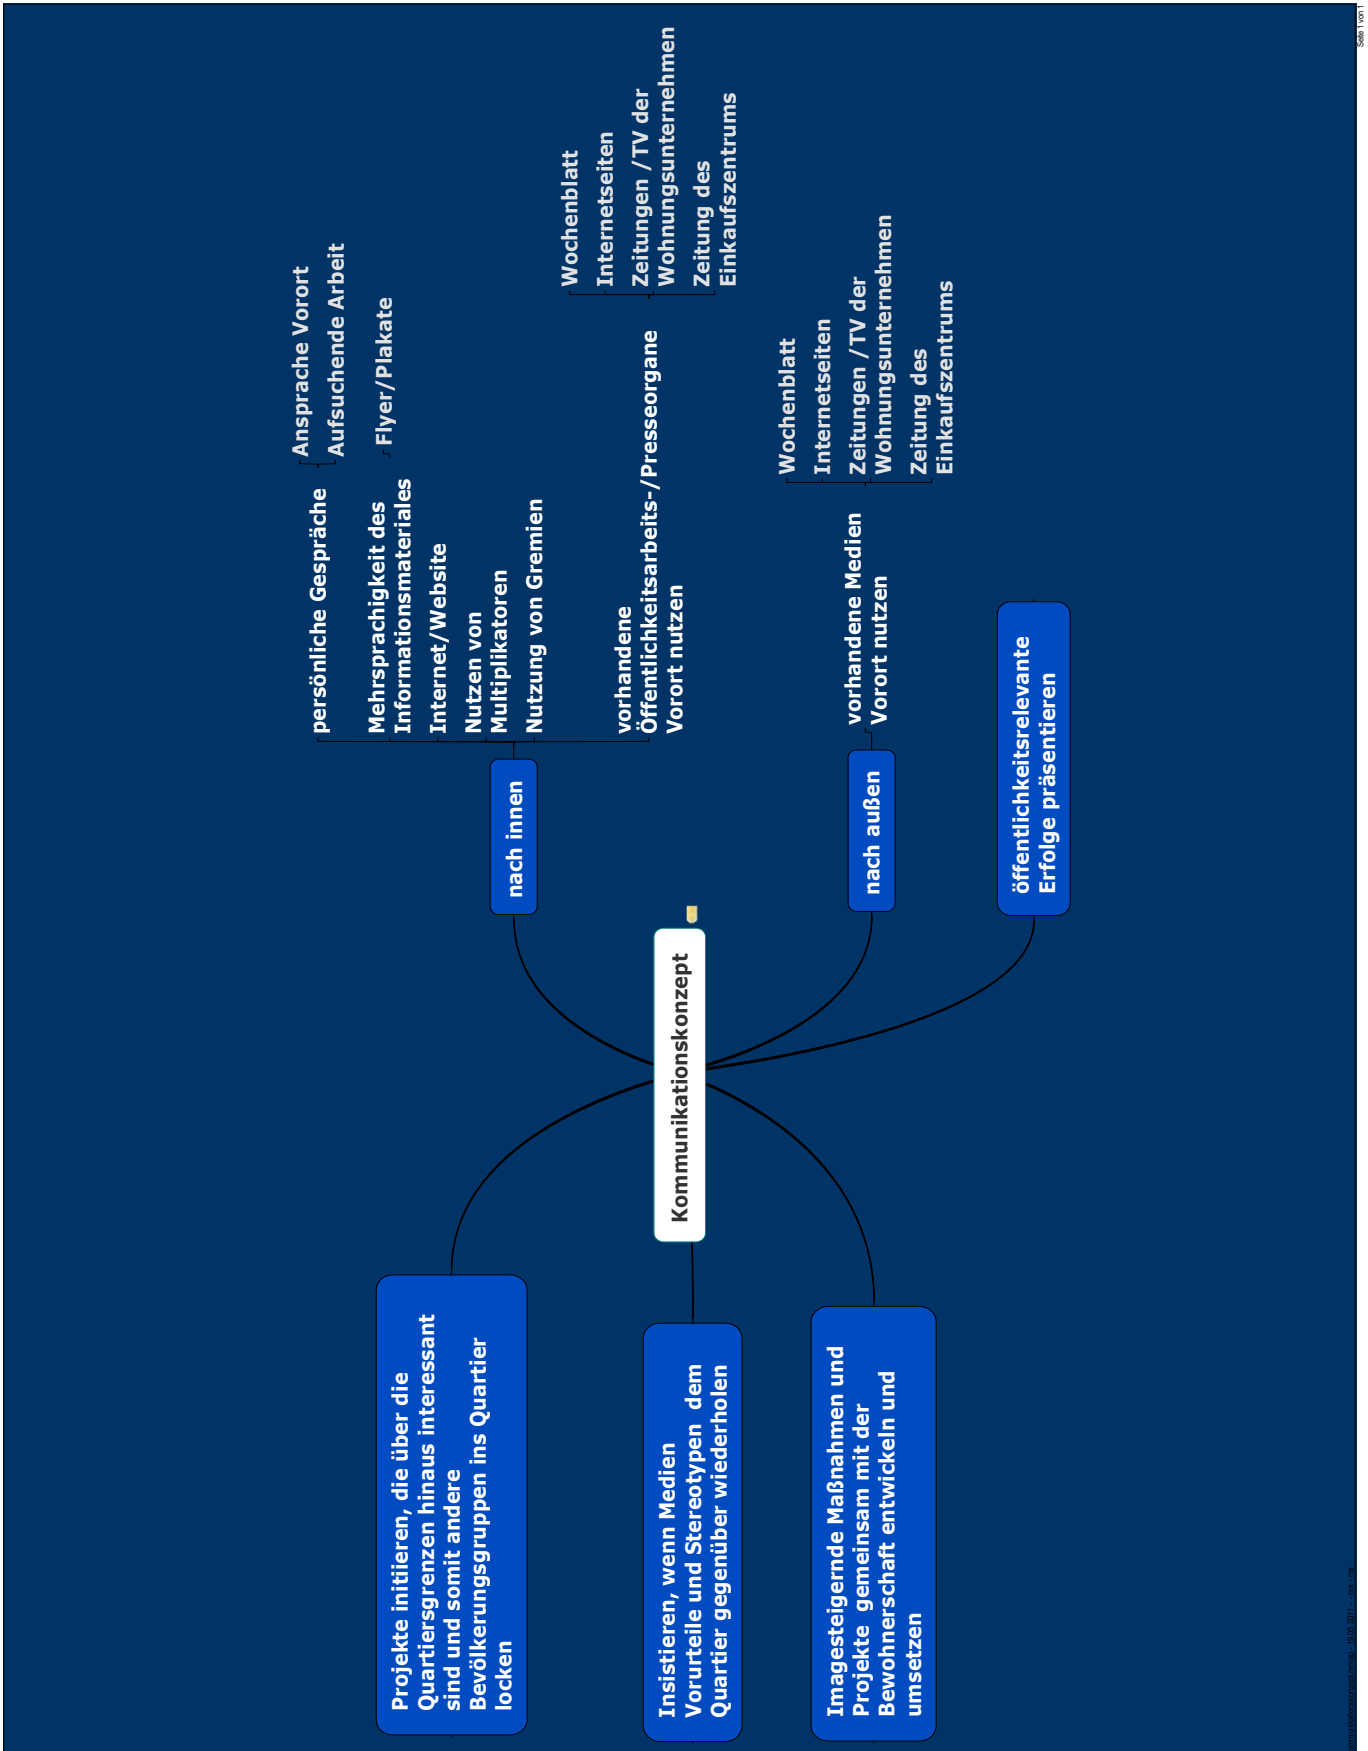 Kommunikationskonzept
nach innen
persönliche Gespräche
Ansprache Vorort
Aufsuchende Arbeit
Mehrsprachigkeit des
Informationsmateriales
Flyer/Plakate
Internet/Website
Nutzen von
Multiplikatoren
Nutzung von Gremien
vorhandene
Öffentlichkeitsarbeits-/Presseorgane
Vorort nutzen
Wochenblatt
Internetseiten
Zeitungen /TV der
Wohnungsunternehmen
Zeitung des
Einkaufszentrums
nach außen
vorhandene Medien
Vorort nutzen
Wochenblatt
Internetseiten
Zeitungen /TV der
Wohnungsunternehmen
Zeitung des
Einkaufszentrums
öffentlichkeitsrelevante
Erfolge präsentieren
Projekte initiieren, die über die
Quartiersgrenzen hinaus interessant
sind und somit andere
Bevölkerungsgruppen ins Quartier
locken
Insistieren, wenn Medien
Vorurteile und Stereotypen dem
Quartier gegenüber wiederholen
Imagesteigernde Maßnahmen und
Projekte gemeinsam mit der
Bewohnerschaft entwickeln und
umsetzen
Seite 1 von 1